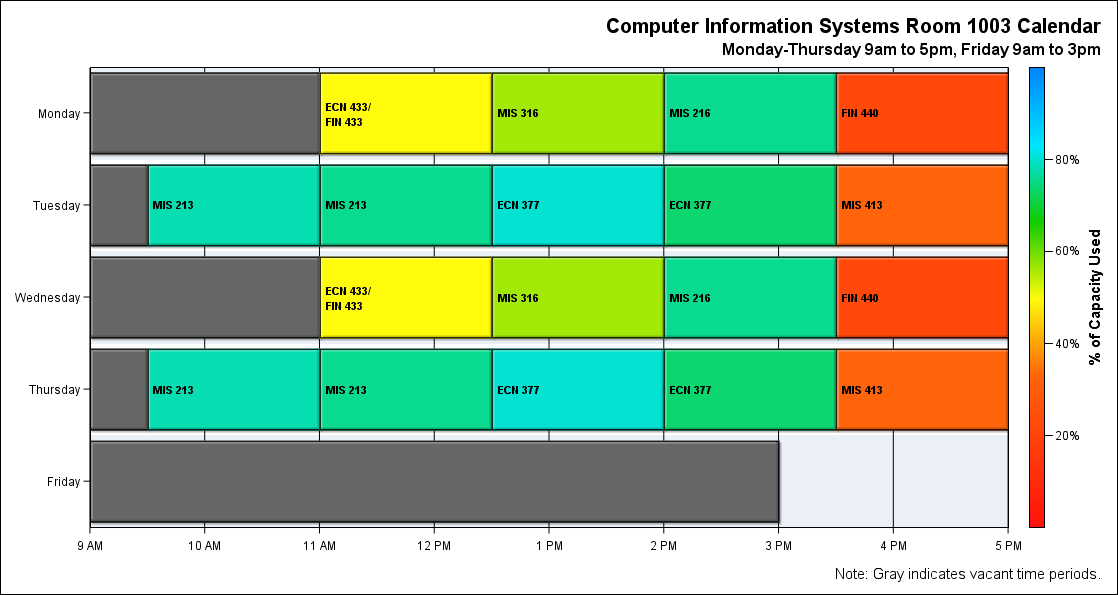 Computer Information Systems Room 1003 Calendar
Monday-Thursday 9am to 5pm, Friday 9am to 3pm
Monday
ECN 433/
FIN 433
MIS 316
MIS 216
FIN 440
Tuesday
MIS 213
MIS 213
ECN 377
ECN 377
MIS 413
Wednesday
ECN 433/
FIN 433
MIS 316
MIS 216
FIN 440
Thursday
MIS 213
MIS 213
ECN 377
ECN 377
MIS 413
Friday
9 AM
10 AM
11 AM
12 PM
1 PM
2 PM
3 PM
4 PM
5 PM
80%
60%
40%
20%
% of Capacity Used
Note: Gray indicates vacant time periods.